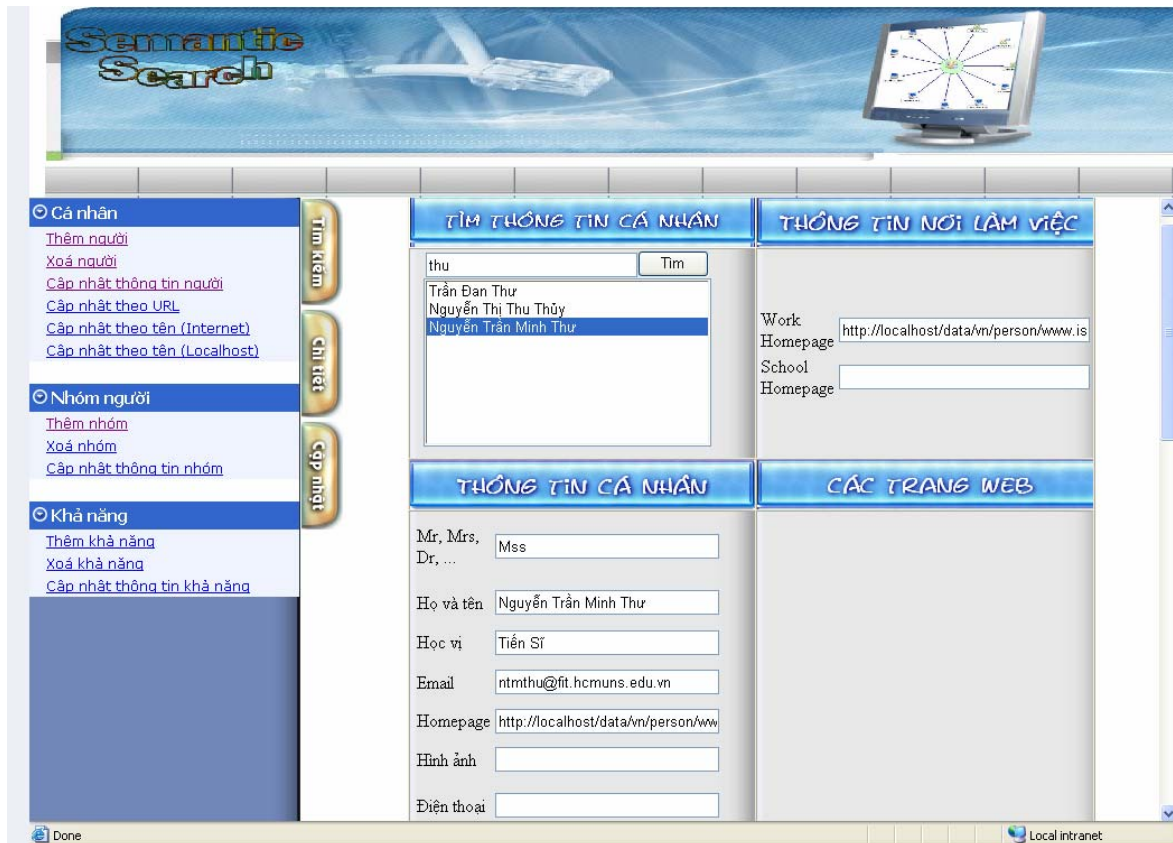 Semantic
Search
Cá nhân
Thêm người
Xoá người
Cập nhật thông tin người
Cập nhật theo URL
Cập nhật theo tên (Internet)
Cập nhật theo tên (Localhost)
Nhóm người
Thêm nhóm
Xoá nhóm
Cập nhật thông tin nhóm
Khả năng
Thêm khả năng
Xoá khả năng
Cập nhật thông tin khả năng
Tìm kiếm
Chi tiết
Cập nhật
TÌM THÔNG TIN CÁ NHÂN
thu
Tìm
Trần Đan Thư
Nguyễn Thị Thu Thủy
Nguyễn Trần Minh Thư
THÔNG TIN NƠI LÀM VIỆC
Work
Homepage
http://localhost/data/vn/person/www.is
School
Homepage
THÔNG TIN CÁ NHÂN
Mr, Mrs,
Dr, ...
Mss
Họ và tên
Nguyễn Trần Minh Thư
Học vị
Tiến Sĩ
Email
ntmthu@fit.hcmuns.edu.vn
Homepage
http://localhost/data/vn/person/ww
Hình ảnh
Điện thoại
CÁC TRANG WEB
Done
Local intranet